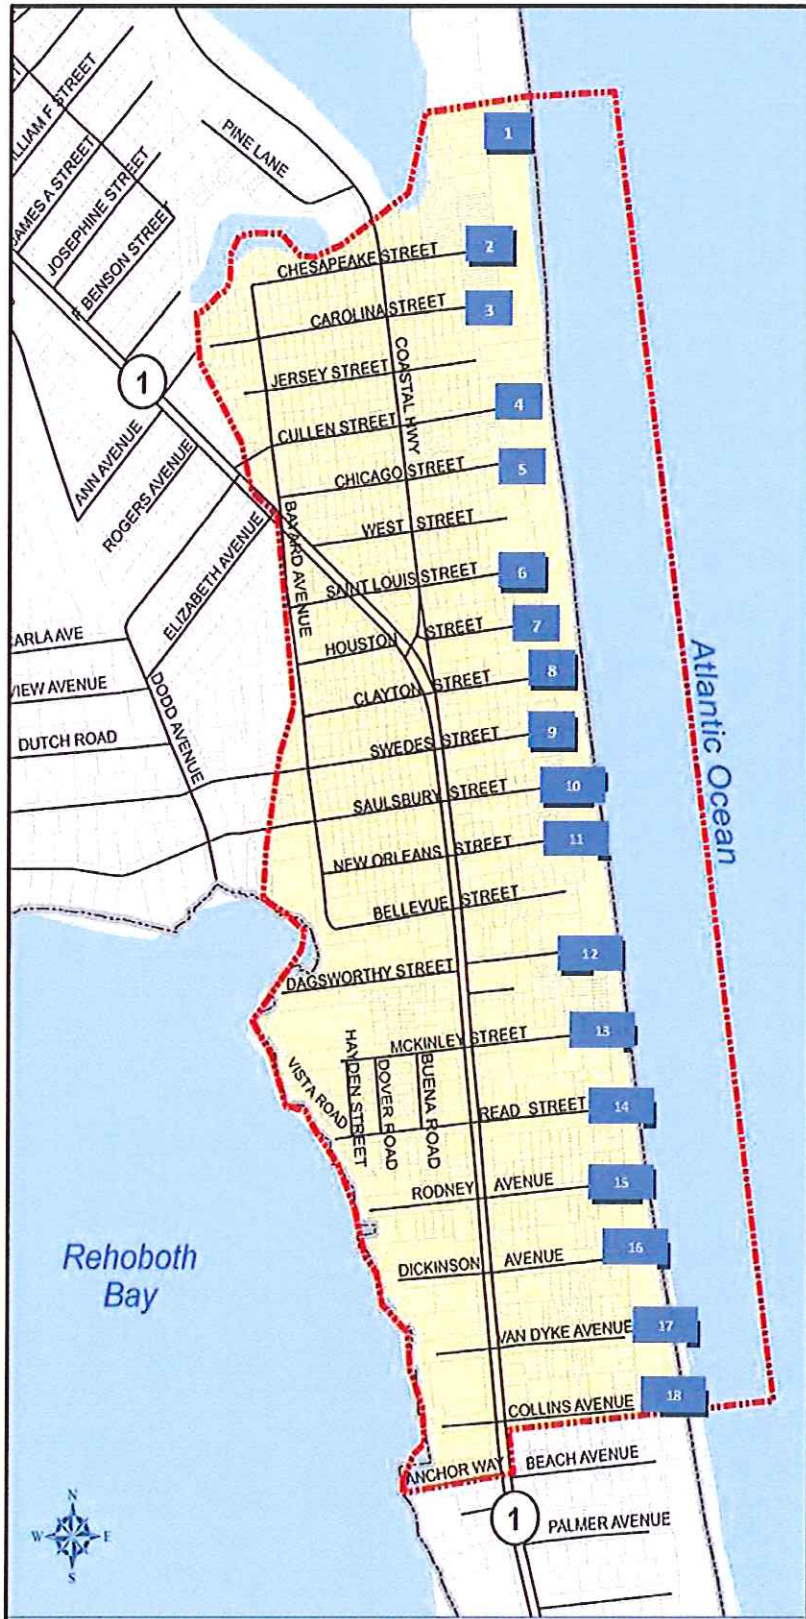 ILLIAM F STREET
JAMES A STREET
JOSEPHINE STREET
E BENSON STREET
PINE LANE
1
1
CHESAPEAKE STREET
2
CAROLINA STREET
3
COASTAL HWY
JERSEY STREET
CULLEN STREET
4
ANN AVENUE
ROGERS AVENUE
CHICAGO STREET
5
BAYARD AVENUE
WEST STREET
ELIZABETH AVENUE
SAINT LOUIS STREET
6
HOUSTON STREET
7
ARLA AVE
VIEW AVENUE
DUTCH ROAD
DODD AVENUE
CLAYTON STREET
8
SWEDES STREET
9
Atlantic Ocean
SAULSBURY STREET
10
NEW ORLEANS STREET
11
BELLEVUE STREET
DAGSWORTHY STREET
12
MCKINLEY STREET
13
VISTA ROAD
HAYDEN STREET
DOVER ROAD
BUENA ROAD
READ STREET
14
RODNEY AVENUE
15
Rehoboth
Bay
DICKINSON AVENUE
16
VAN DYKE AVENUE
17
COLLINS AVENUE
18
ANCHOR WAY
BEACH AVENUE
1
PALMER AVENUE
N
W E
S